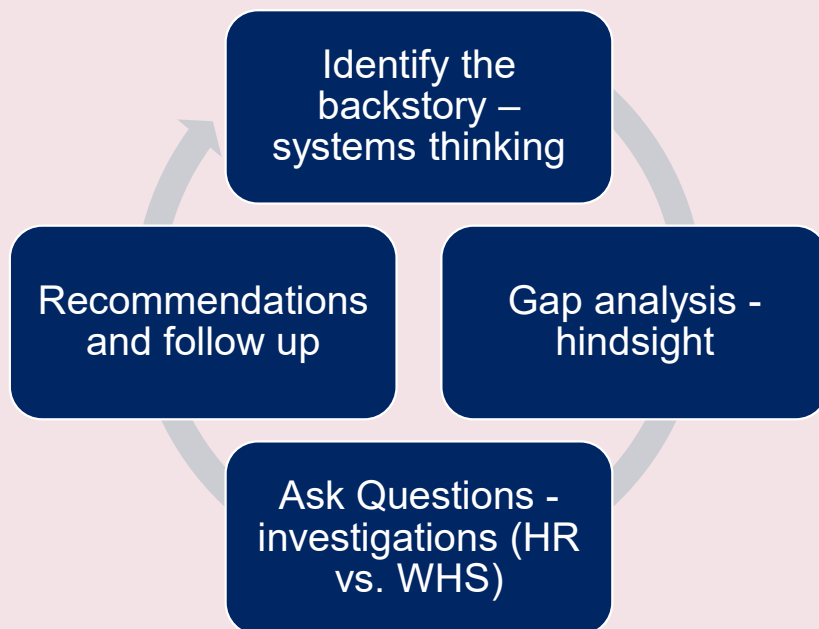 Identify the
backstory –
systems thinking
Recommendations
and follow up
Gap analysis -
hindsight
Ask Questions -
investigations (HR
vs. WHS)